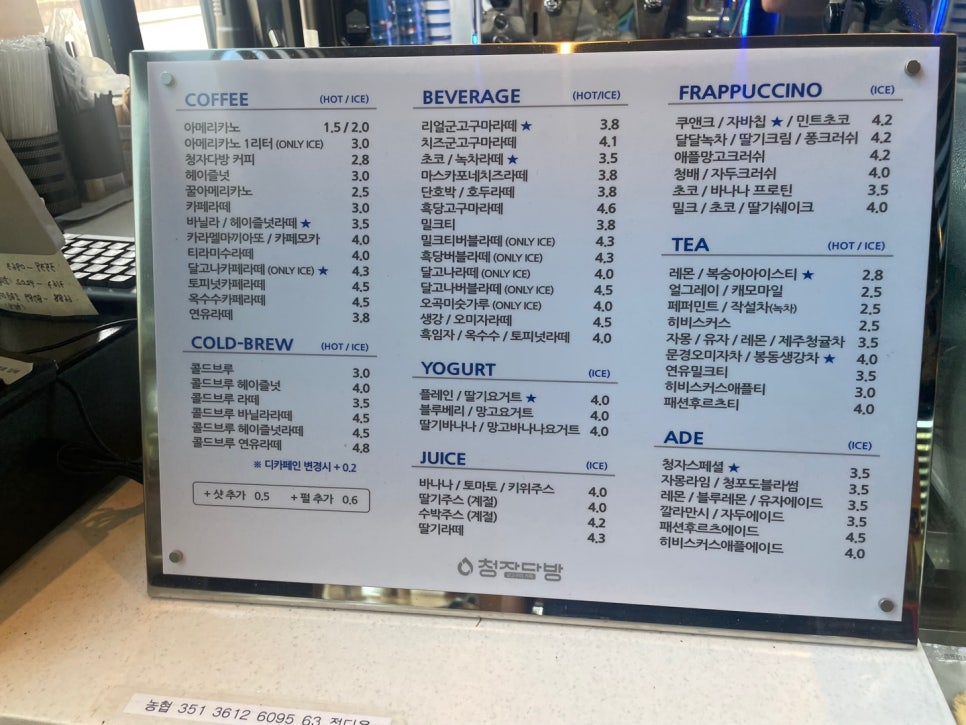 COFFEE (HOT / ICE)
아메리카노 1.5 / 2.0
아메리카노 1리터 (ONLY ICE) 3.0
청자다방 커피 2.8
헤이즐넛 3.0
꿀아메리카노 2.5
카페라떼 3.0
바닐라 / 헤이즐넛라떼 ★ 3.5
카라멜마끼아또 / 카페모카 4.0
티라미수라떼 4.0
달고나카페라떼 (ONLY ICE) ★ 4.3
토피넛카페라떼 4.5
옥수수카페라떼 4.5
연유라떼 3.8
COLD-BREW (HOT / ICE)
콜드브루 3.0
콜드브루 헤이즐넛 4.0
콜드브루 라떼 3.5
콜드브루 바닐라라떼 4.5
콜드브루 헤이즐넛라떼 4.5
콜드브루 연유라떼 4.8
※ 디카페인 변경시 + 0.2
+ 샷 추가 0.5 + 펄 추가 0.6
BEVERAGE (HOT/ICE)
리얼군고구마라떼 ★ 3.8
치즈군고구마라떼 4.1
초코 / 녹차라떼 ★ 3.5
마스카포네치즈라떼 3.8
단호박 / 호두라떼 3.8
흑당고구마라떼 4.6
밀크티 3.8
밀크티버블라떼 (ONLY ICE) 4.3
흑당버블라떼 (ONLY ICE) 4.3
달고나라떼 (ONLY ICE) 4.0
달고나버블라떼 (ONLY ICE) 4.5
오곡미숫가루 (ONLY ICE) 4.0
생강 / 오미자라떼 4.5
흑임자 / 옥수수 / 토피넛라떼 4.0
YOGURT (ICE)
플레인 / 딸기요거트 ★ 4.0
블루베리 / 망고요거트 4.0
딸기바나나 / 망고바나나요거트 4.0
JUICE (ICE)
바나나 / 토마토 / 키위주스 4.0
딸기주스 (계절) 4.0
수박주스 (계절) 4.2
딸기라떼 4.3
FRAPPUCCINO (ICE)
쿠앤크 / 자바칩 ★ / 민트초코 4.2
달달녹차 / 딸기크림 / 퐁크러쉬 4.2
애플망고크러쉬 4.2
청배 / 자두크러쉬 4.0
초코 / 바나나 프로틴 3.5
밀크 / 초코 / 딸기쉐이크 4.0
TEA (HOT / ICE)
레몬 / 복숭아아이스티 ★ 2.8
얼그레이 / 캐모마일 2.5
페퍼민트 / 작설차(녹차) 2.5
히비스커스 2.5
자몽 / 유자 / 레몬 / 제주청귤차 3.5
문경오미자차 / 봉동생강차 ★ 4.0
연유밀크티 3.5
히비스커스애플티 3.0
패션후르츠티 4.0
ADE (ICE)
청자스페셜 ★ 3.5
자몽라임 / 청포도블라썸 3.5
레몬 / 블루레몬 / 유자에이드 3.5
깔라만시 / 자두에이드 3.5
패션후르츠에이드 4.5
히비스커스애플에이드 4.0
청자다방
농협 351 3612 6095 63